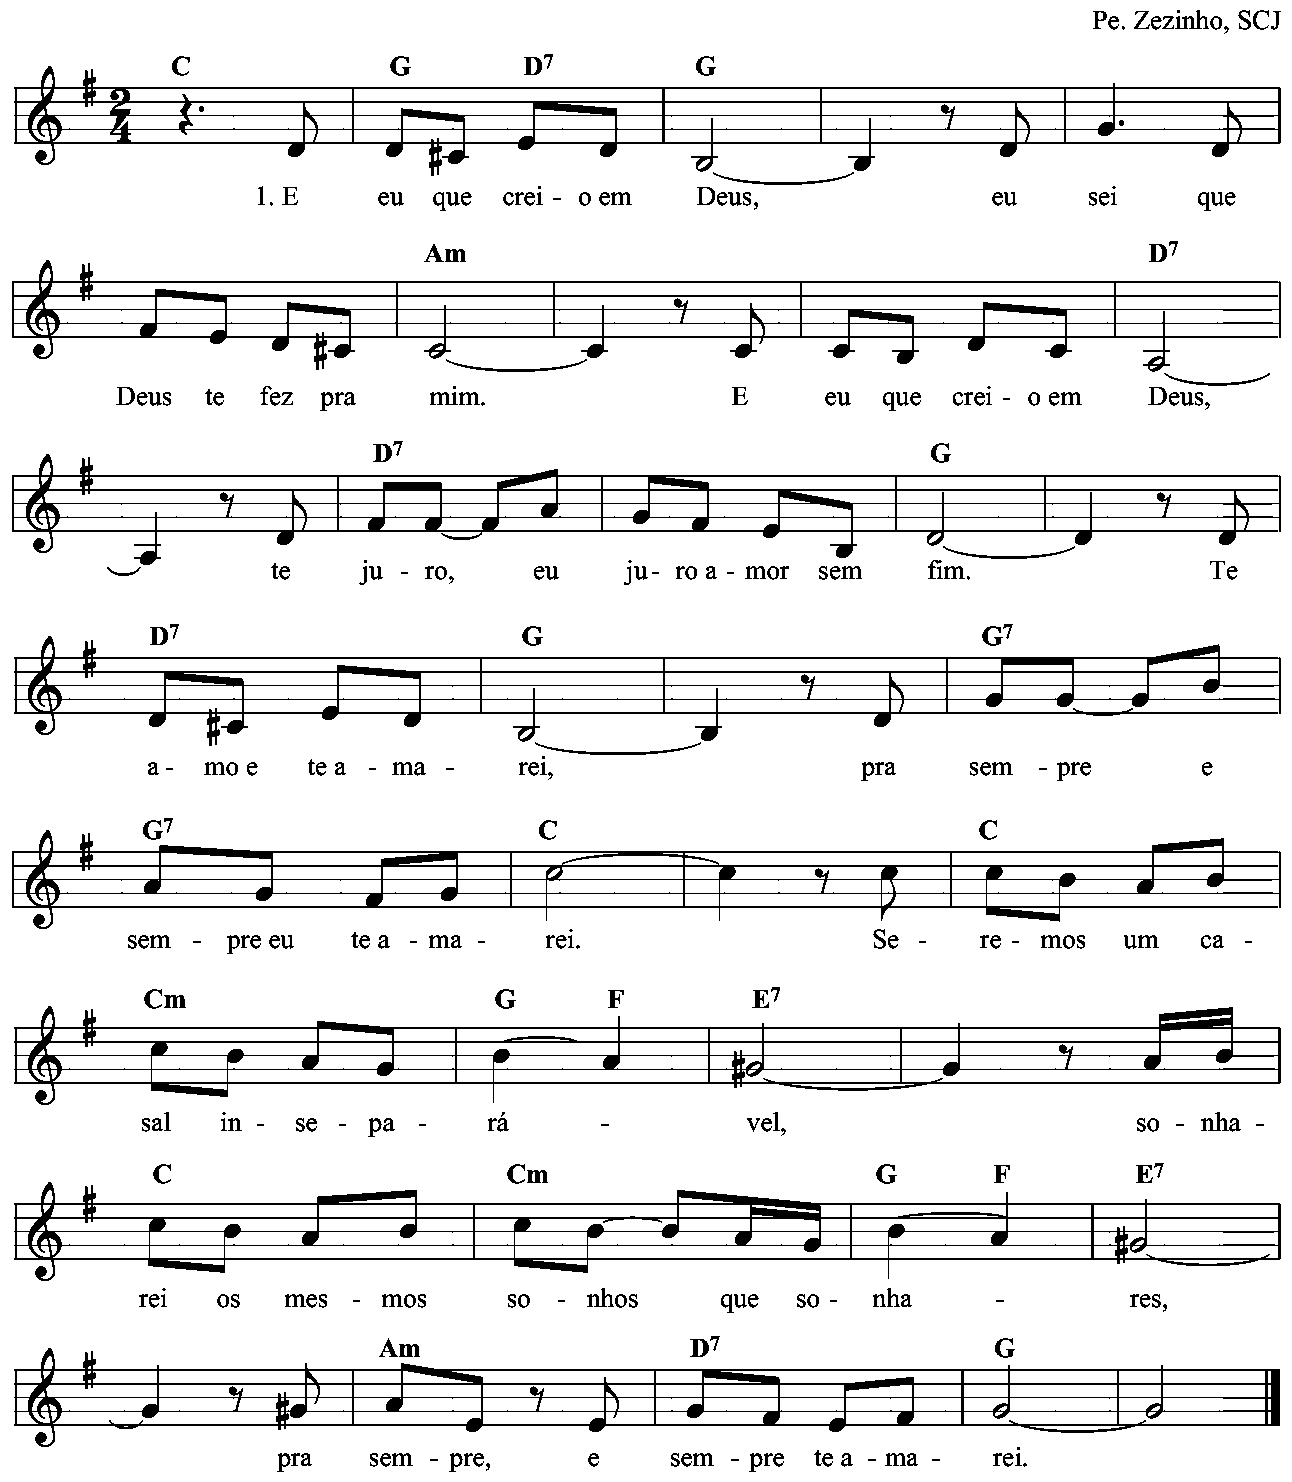 Pe. Zezinho, SCJ
C G D7 G
2
4
1. E eu que crei - o em Deus, eu sei que
Am D7
Deus te fez pra mim. E eu que crei - o em Deus,
D7 G
te ju - ro, eu ju - ro a - mor sem fim. Te
D7 G G7
a - mo e te a - ma - rei, pra sem - pre e
G7 C C
sem - pre eu te a - ma - rei. Se - re - mos um ca -
Cm G F E7
sal in - se - pa - rá - vel, so - nha -
C Cm G F E7
rei os mes - mos so - nhos que so - nha - res,
Am D7 G
pra sem - pre, e sem - pre te a - ma - rei.